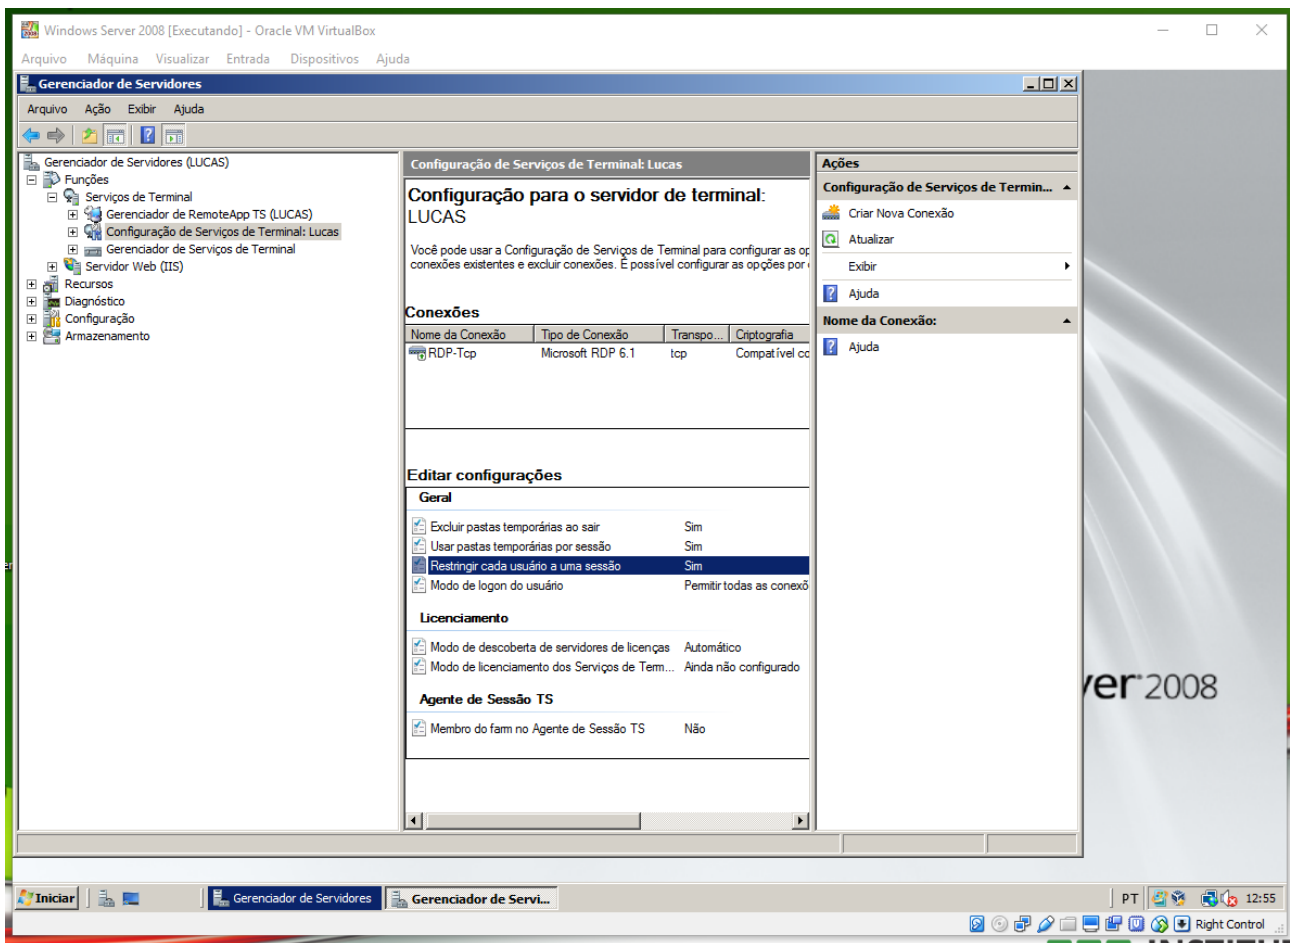 Windows Server 2008 [Executando] - Oracle VM VirtualBox
Arquivo Máquina Visualizar Entrada Dispositivos Ajuda
Gerenciador de Servidores
Arquivo Ação Exibir Ajuda
Gerenciador de Servidores (LUCAS)
Funções
Serviços de Terminal
Gerenciador de RemoteApp TS (LUCAS)
Configuração de Serviços de Terminal: Lucas
Gerenciador de Serviços de Terminal
Servidor Web (IIS)
Recursos
Diagnóstico
Configuração
Armazenamento
Configuração de Serviços de Terminal: Lucas
Configuração para o servidor de terminal:
LUCAS
Você pode usar a Configuração de Serviços de Terminal para configurar as op
conexões existentes e excluir conexões. É possível configurar as opções por
Conexões
Nome da Conexão Tipo de Conexão Transpo... Criptografia
RDP-Tcp Microsoft RDP 6.1 tcp Compatível co
Editar configurações
Geral
Excluir pastas temporárias ao sair Sim
Usar pastas temporárias por sessão Sim
Restringir cada usuário a uma sessão Sim
Modo de logon do usuário Permitir todas as conexõ
Licenciamento
Modo de descoberta de servidores de licenças Automático
Modo de licenciamento dos Serviços de Term... Ainda não configurado
Agente de Sessão TS
Membro do farm no Agente de Sessão TS Não
Ações
Configuração de Serviços de Termin...
Criar Nova Conexão
Atualizar
Exibir
Ajuda
Nome da Conexão:
Ajuda
ver 2008
Iniciar Gerenciador de Servidores Gerenciador de Servi... PT 12:55
Right Control